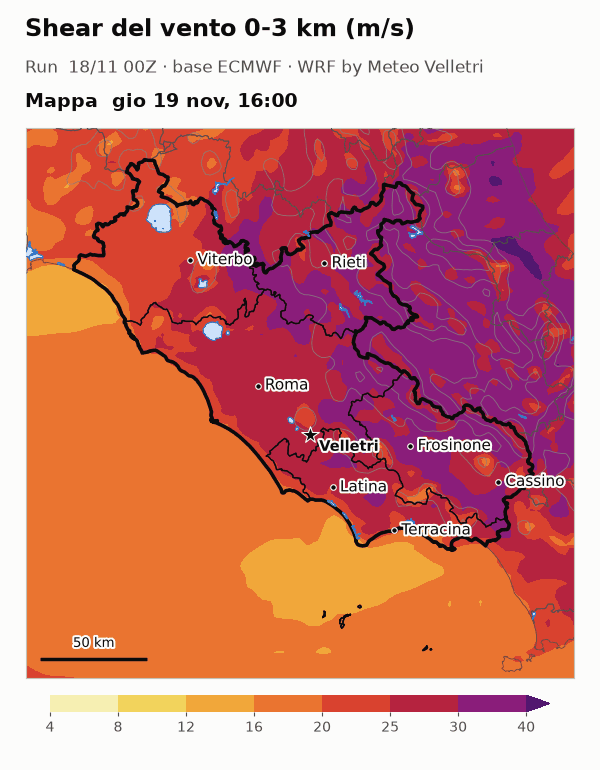 Shear del vento 0-3 km (m/s)
Run  18/11 00Z · base ECMWF · WRF by Meteo Velletri
Mappa  gio 19 nov, 16:00
Viterbo
Rieti
Roma
Velletri
Frosinone
Latina
Cassino
Terracina
50 km
4 8 12 16 20 25 30 40